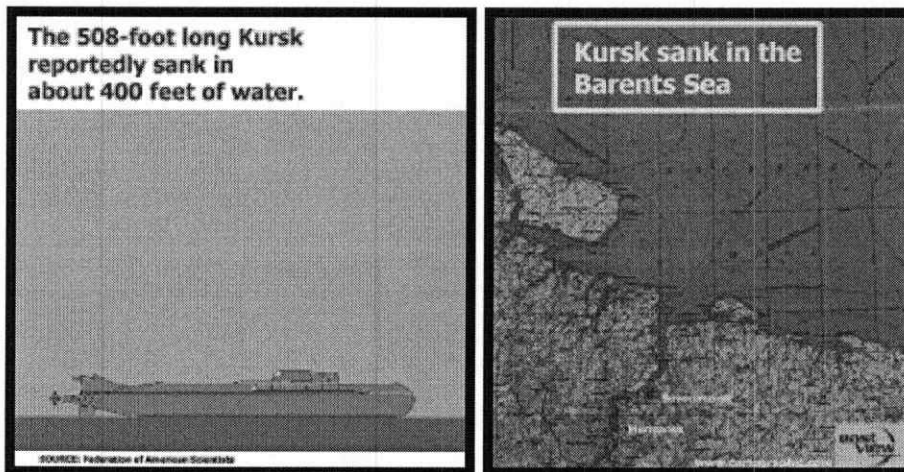 The 508-foot long Kursk
reportedly sank in
about 400 feet of water.
SOURCE: Federation of American Scientists
Kursk sank in the
Barents Sea